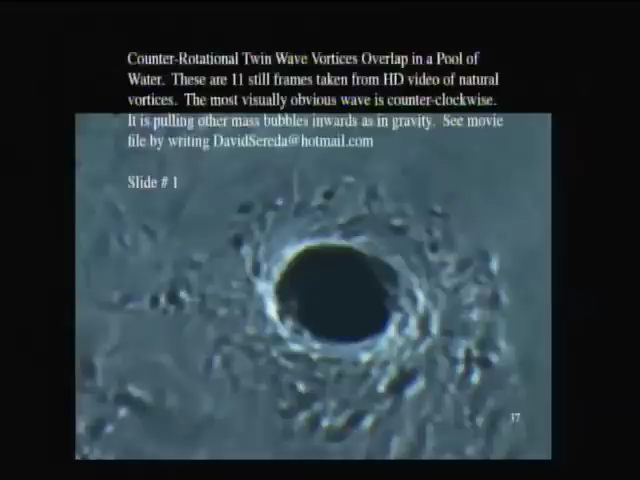 Counter-Rotational Twin Wave Vortices Overlap in a Pool of
Water. These are 11 still frames taken from HD video of natural
vortices. The most visually obvious wave is counter-clockwise.
It is pulling other mass bubbles inwards as in gravity. See movie
file by writing DavidSereda@hotmail.com
Slide # 1
37